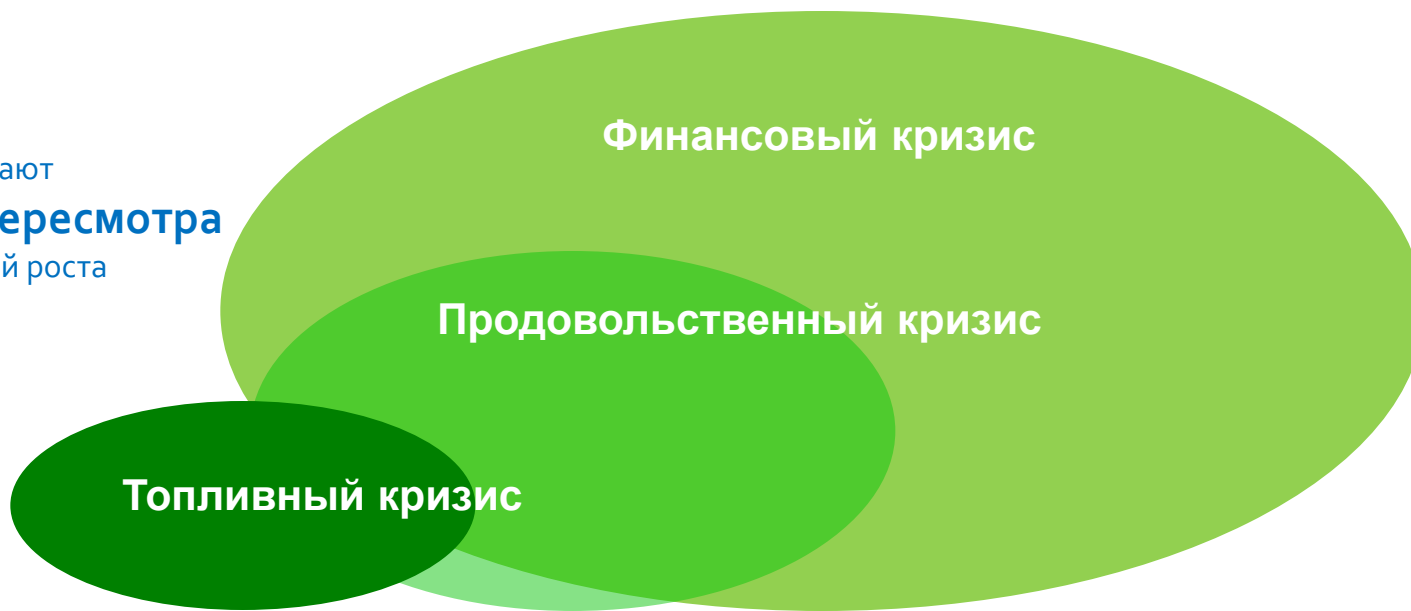 Финансовый кризис
ают
ересмотра
й роста
Продовольственный кризис
Топливный кризис